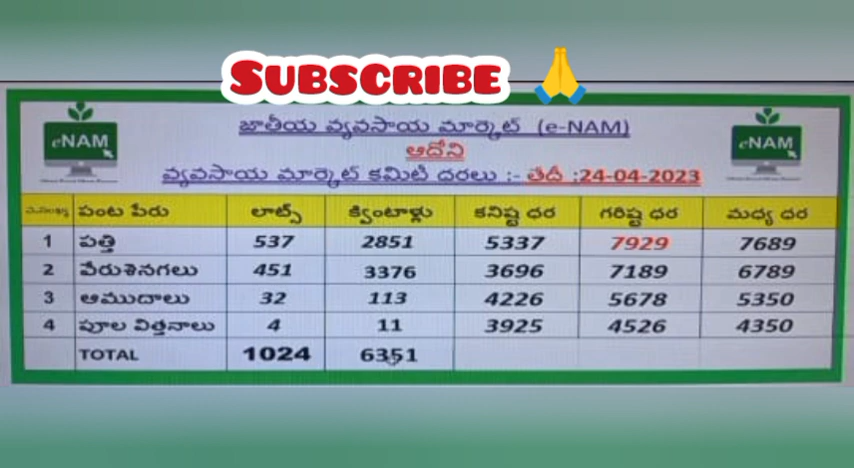 SUBSCRIBE 🙏
జాతీయ వ్యవసాయ మార్కెట్ (e-NAM)
eNAM
eNAM
ఆదోని
వ్యవసాయ మార్కెట్ కమిటి దరలు :- తేదీ :24-04-2023
పంట పేరు లాట్స్ క్వింటాళ్లు కనిష్ట ధర గరిష్ట ధర మధ్య ధర
1 పత్తి 537 2851 5337 7929 7689
2 వేరుశెనగలు 451 3376 3696 7189 6789
3 ఆముదాలు 32 113 4226 5678 5350
4 పూల విత్తనాలు 4 11 3925 4526 4350
TOTAL 1024 6351